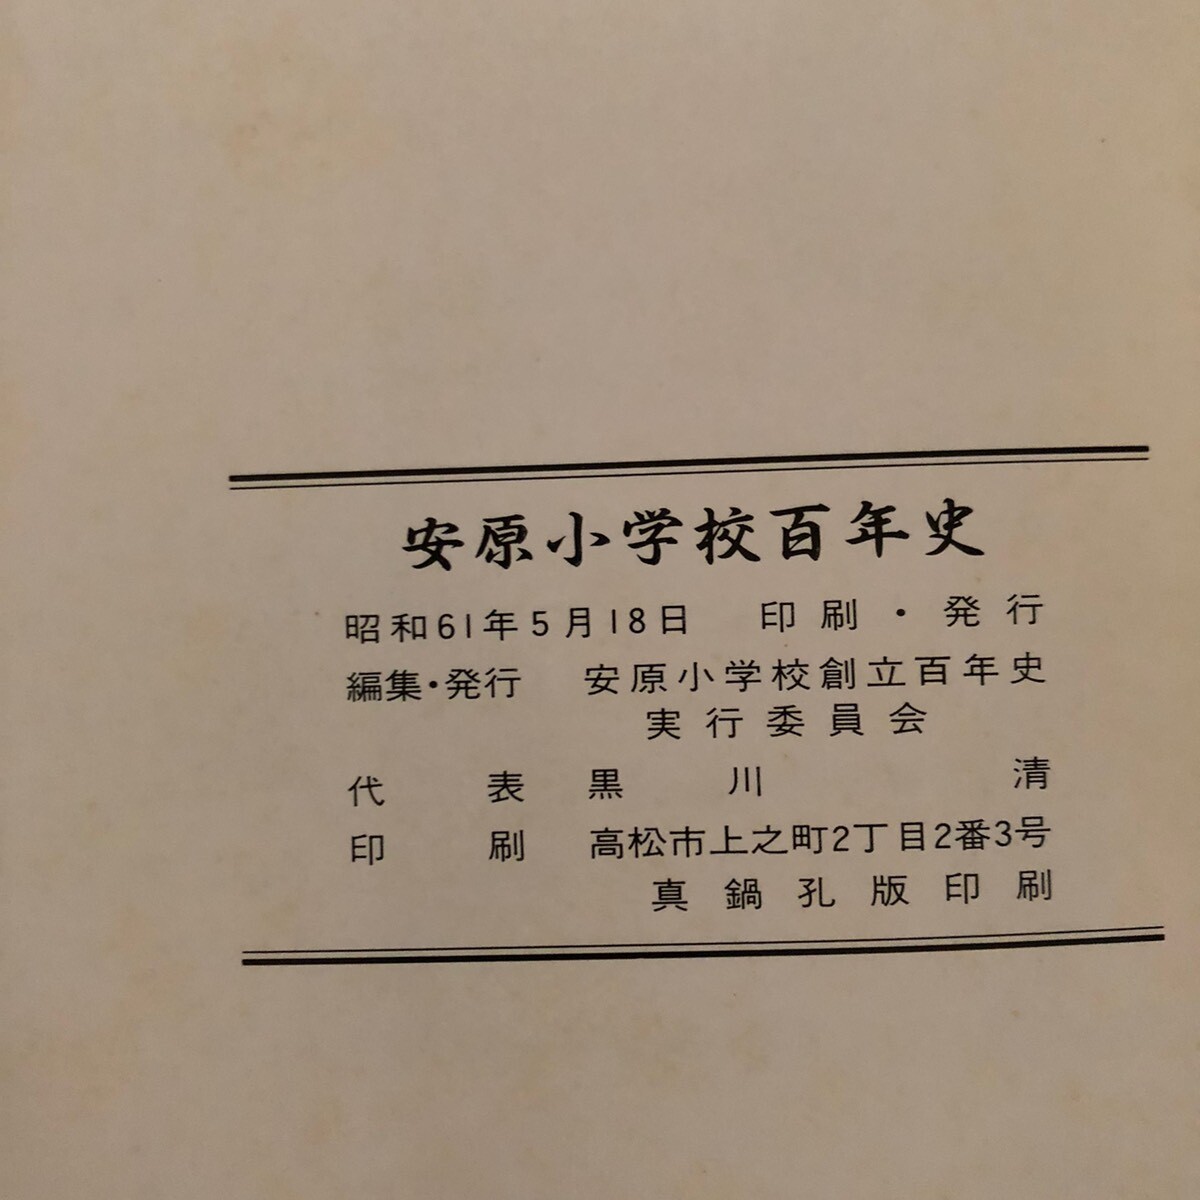 安原小学校百年史
昭和61年5月18日　印刷・発行
編集・発行　安原小学校創立百年史
実行委員会
代表　黒川清
印刷　高松市上之町2丁目2番3号
真鍋孔版印刷